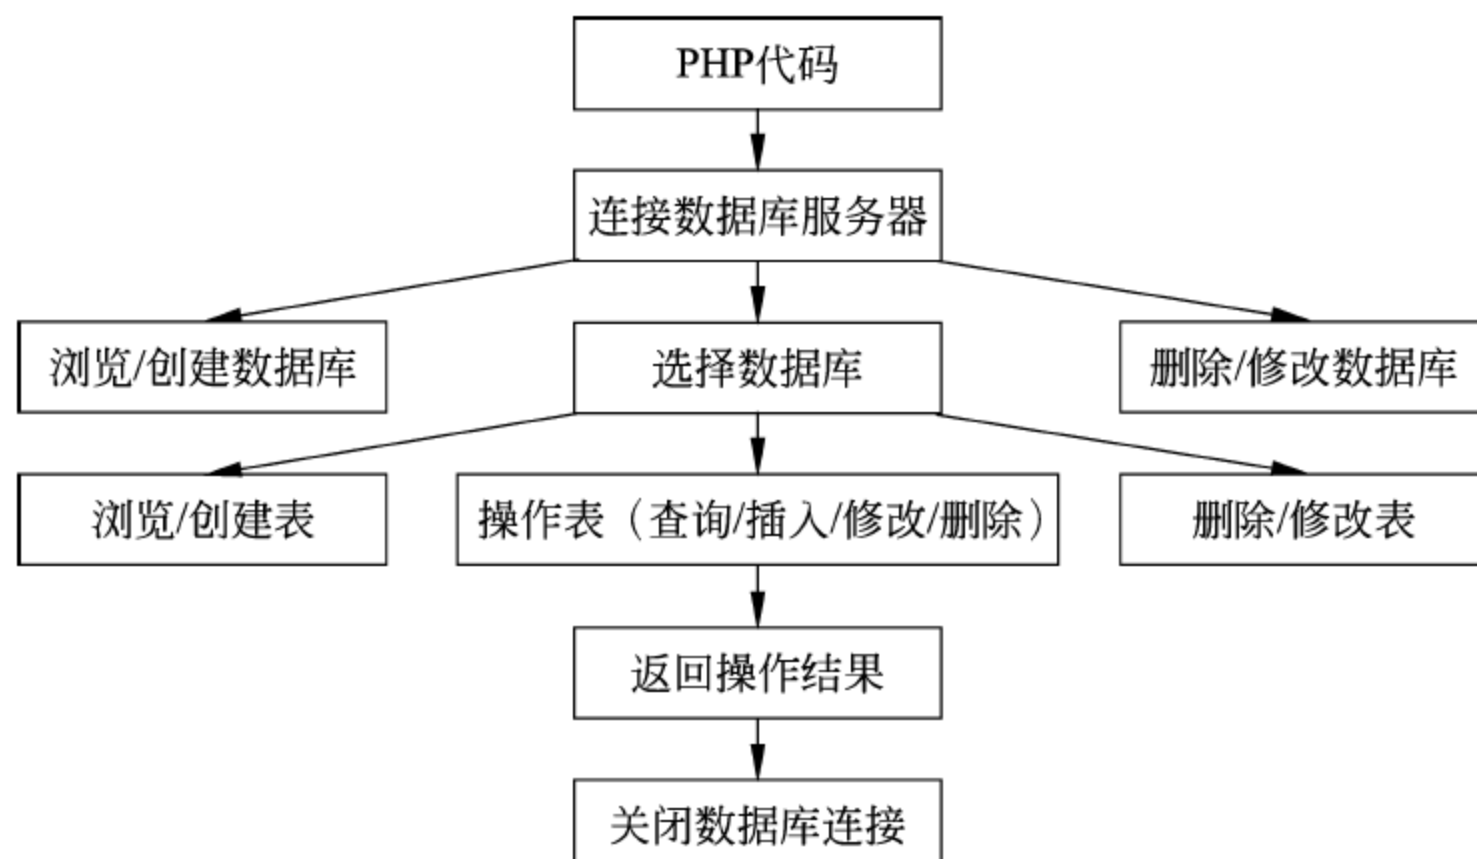 PHP代码
连接数据库服务器
浏览/创建数据库
选择数据库
删除/修改数据库
浏览/创建表
操作表（查询/插入/修改/删除）
删除/修改表
返回操作结果
关闭数据库连接